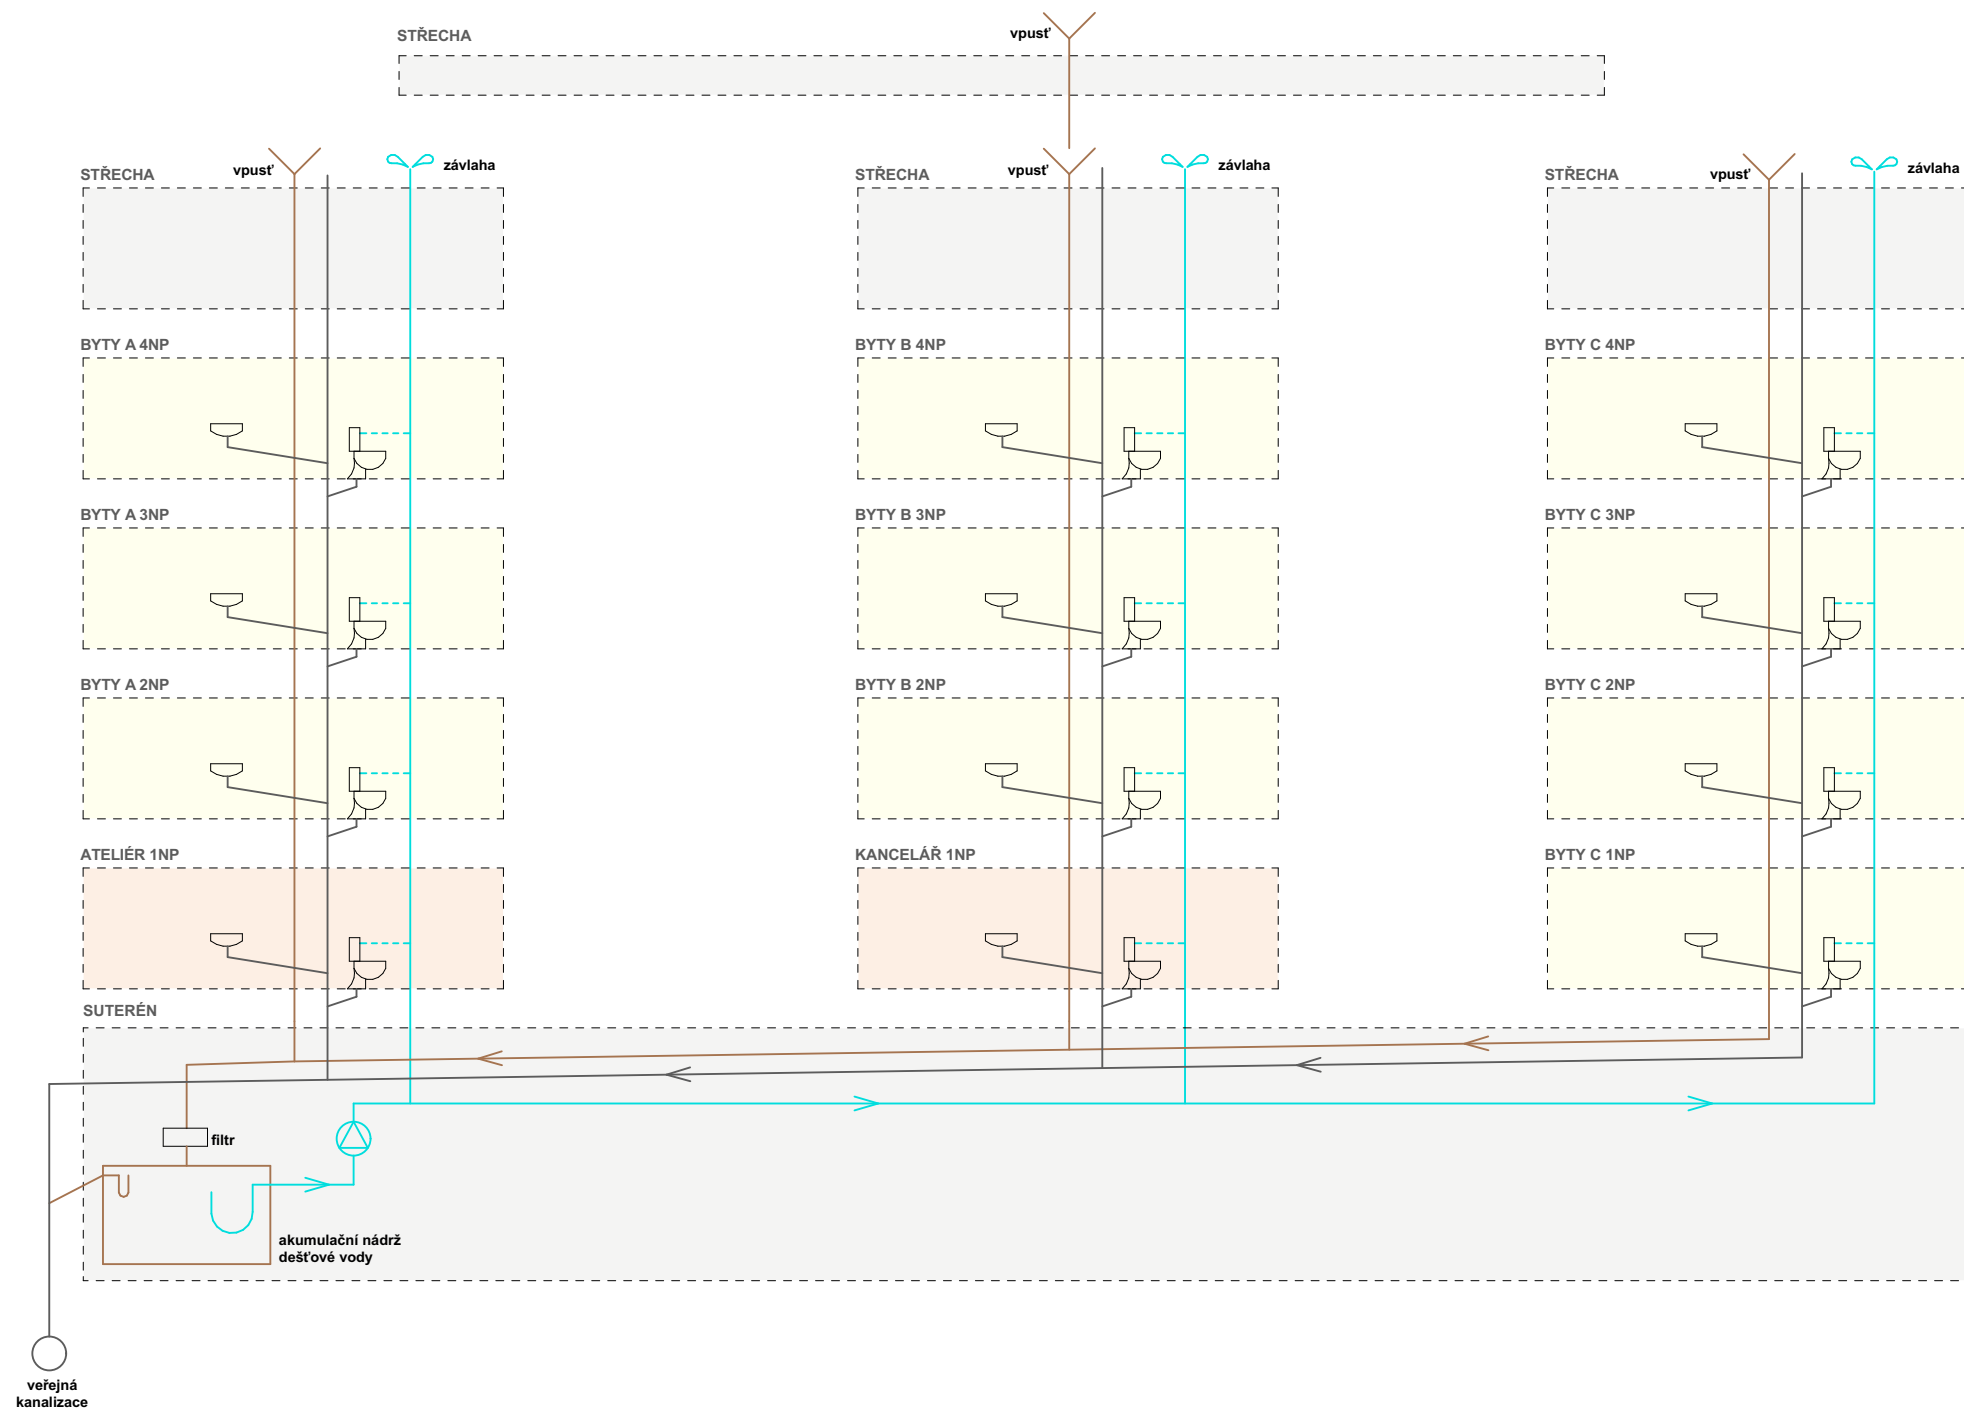 STŘECHA
vpusť
STŘECHA
vpusť
závlaha
STŘECHA
vpusť
závlaha
STŘECHA
vpusť
závlaha
BYTY A 4NP
BYTY B 4NP
BYTY C 4NP
BYTY A 3NP
BYTY B 3NP
BYTY C 3NP
BYTY A 2NP
BYTY B 2NP
BYTY C 2NP
ATELIÉR 1NP
KANCELÁŘ 1NP
BYTY C 1NP
SUTERÉN
filtr
akumulační nádrž
dešťové vody
veřejná
kanalizace